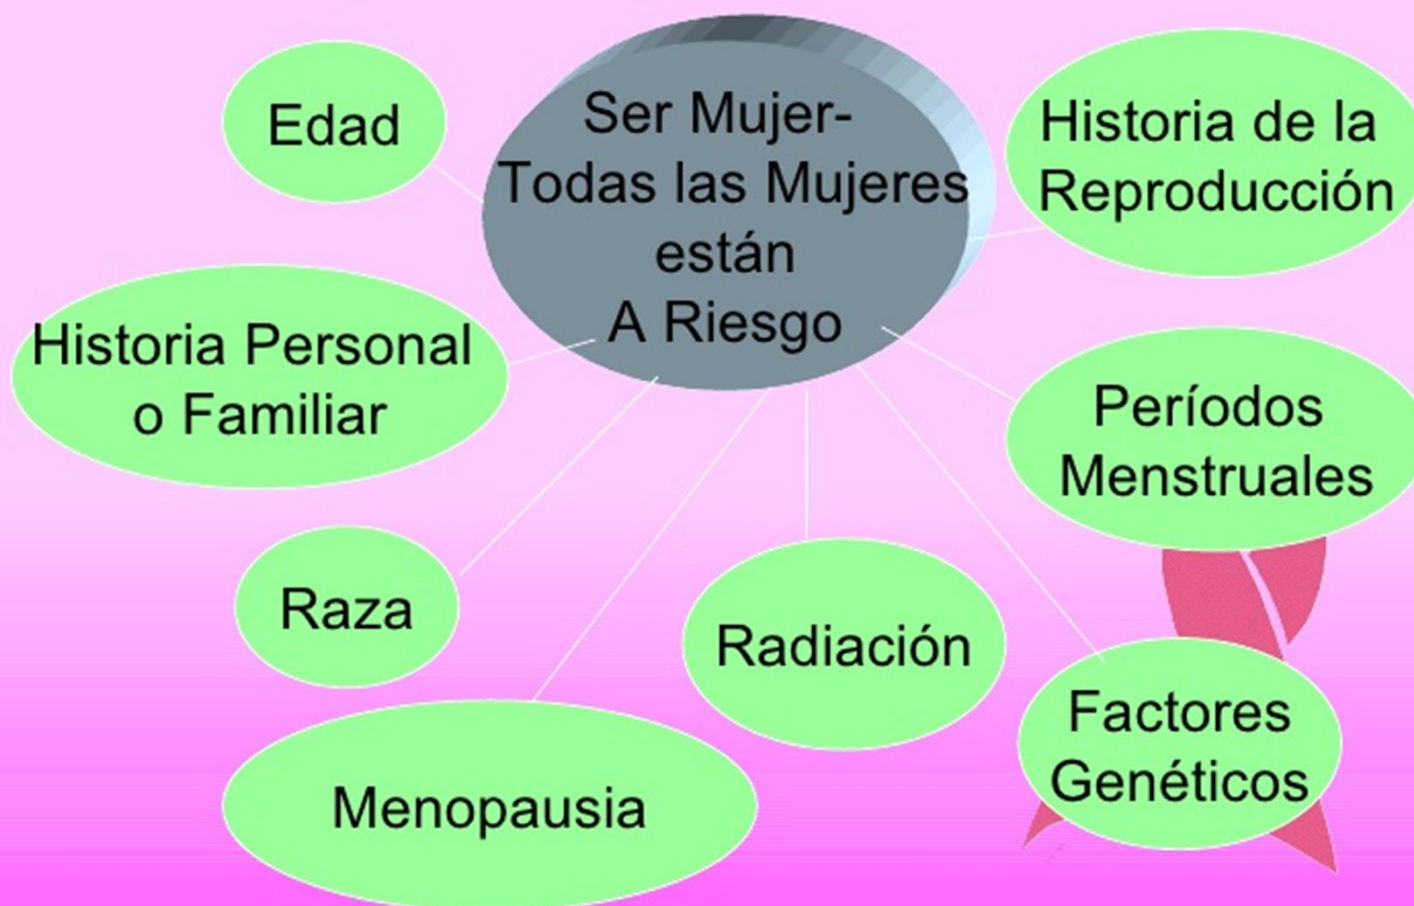 Ser Mujer-
Todas las Mujeres
están
A Riesgo
Edad
Historia de la
Reproducción
Historia Personal
o Familiar
Períodos
Menstruales
Raza
Radiación
Factores
Genéticos
Menopausia